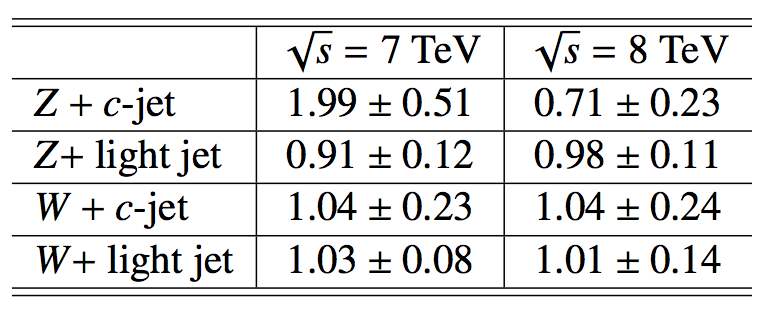 √s = 7 TeV √s = 8 TeV
Z + c-jet 1.99 ± 0.51 0.71 ± 0.23
Z+ light jet 0.91 ± 0.12 0.98 ± 0.11
W + c-jet 1.04 ± 0.23 1.04 ± 0.24
W+ light jet 1.03 ± 0.08 1.01 ± 0.14